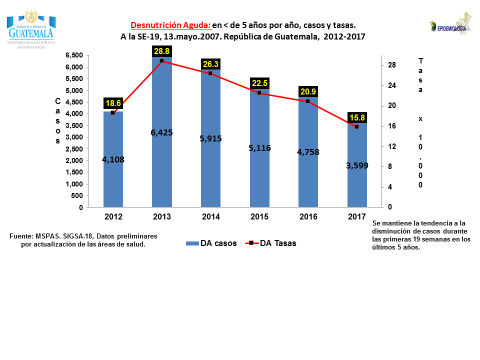 Desnutrición Aguda: en < de 5 años por año, casos y tasas.
A la SE-19, 13.mayo.2007. República de Guatemala, 2012-2017
GUATEMALA
EPIDEMIOLOGIA
Casos
Tasa x 10,000
6,500
6,000
5,500
5,000
4,500
4,000
3,500
3,000
2,500
2,000
1,500
1,000
500
0
18.6
28.8
26.3
22.5
20.9
15.8
4,108
6,425
5,915
5,116
4,758
3,599
28
24
20
16
12
8
4
0
2012 2013 2014 2015 2016 2017
DA casos DA Tasas
Fuente: MSPAS. SIGSA-18, Datos preliminares
por actualización de las áreas de salud.
Se mantiene la tendencia a la
disminución de casos durante
las primeras 19 semanas en los
últimos 5 años.